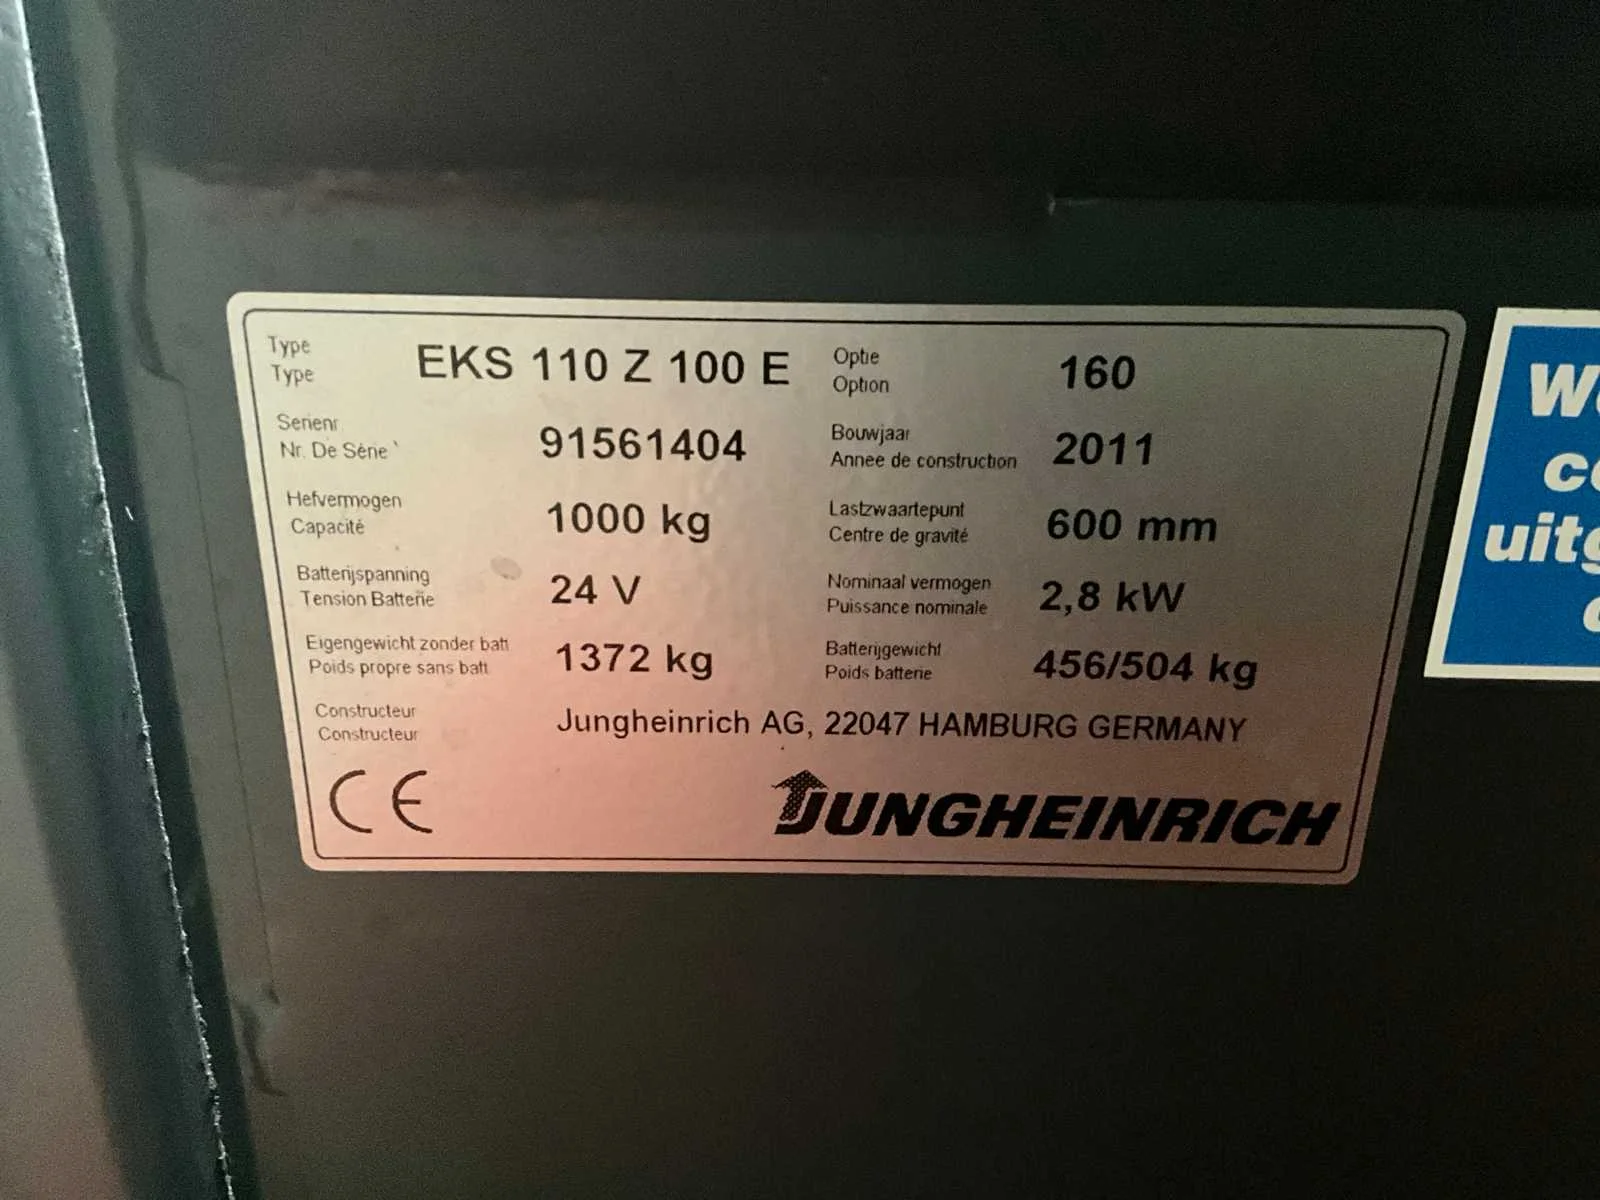 Type EKS 110 Z 100 E Optie 160
Type Option
Serienr 91561404 Bouwjaar 2011
Nr. De Série Annee de construction
Hefvermogen 1000 kg Lastzwaartepunt 600 mm
Capacité Centre de gravité
Batterijspanning 24 V Nominaal vermogen 2,8 kW
Tension Batterie Puissance nominale
Eigengewicht zonder batt 1372 kg Batterijgewicht 456/504 kg
Poids propre sans batt Poids batterie
Constructeur Jungheinrich AG, 22047 HAMBURG GERMANY
Constructeur
CE JUNGHEINRICH